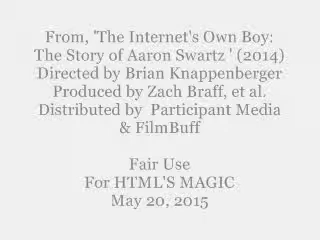 From, 'The Internet's Own Boy:
The Story of Aaron Swartz ' (2014)
Directed by Brian Knappenberger
Produced by Zach Braff, et al.
Distributed by  Participant Media
& FilmBuff
Fair Use
For HTML'S MAGIC
May 20, 2015